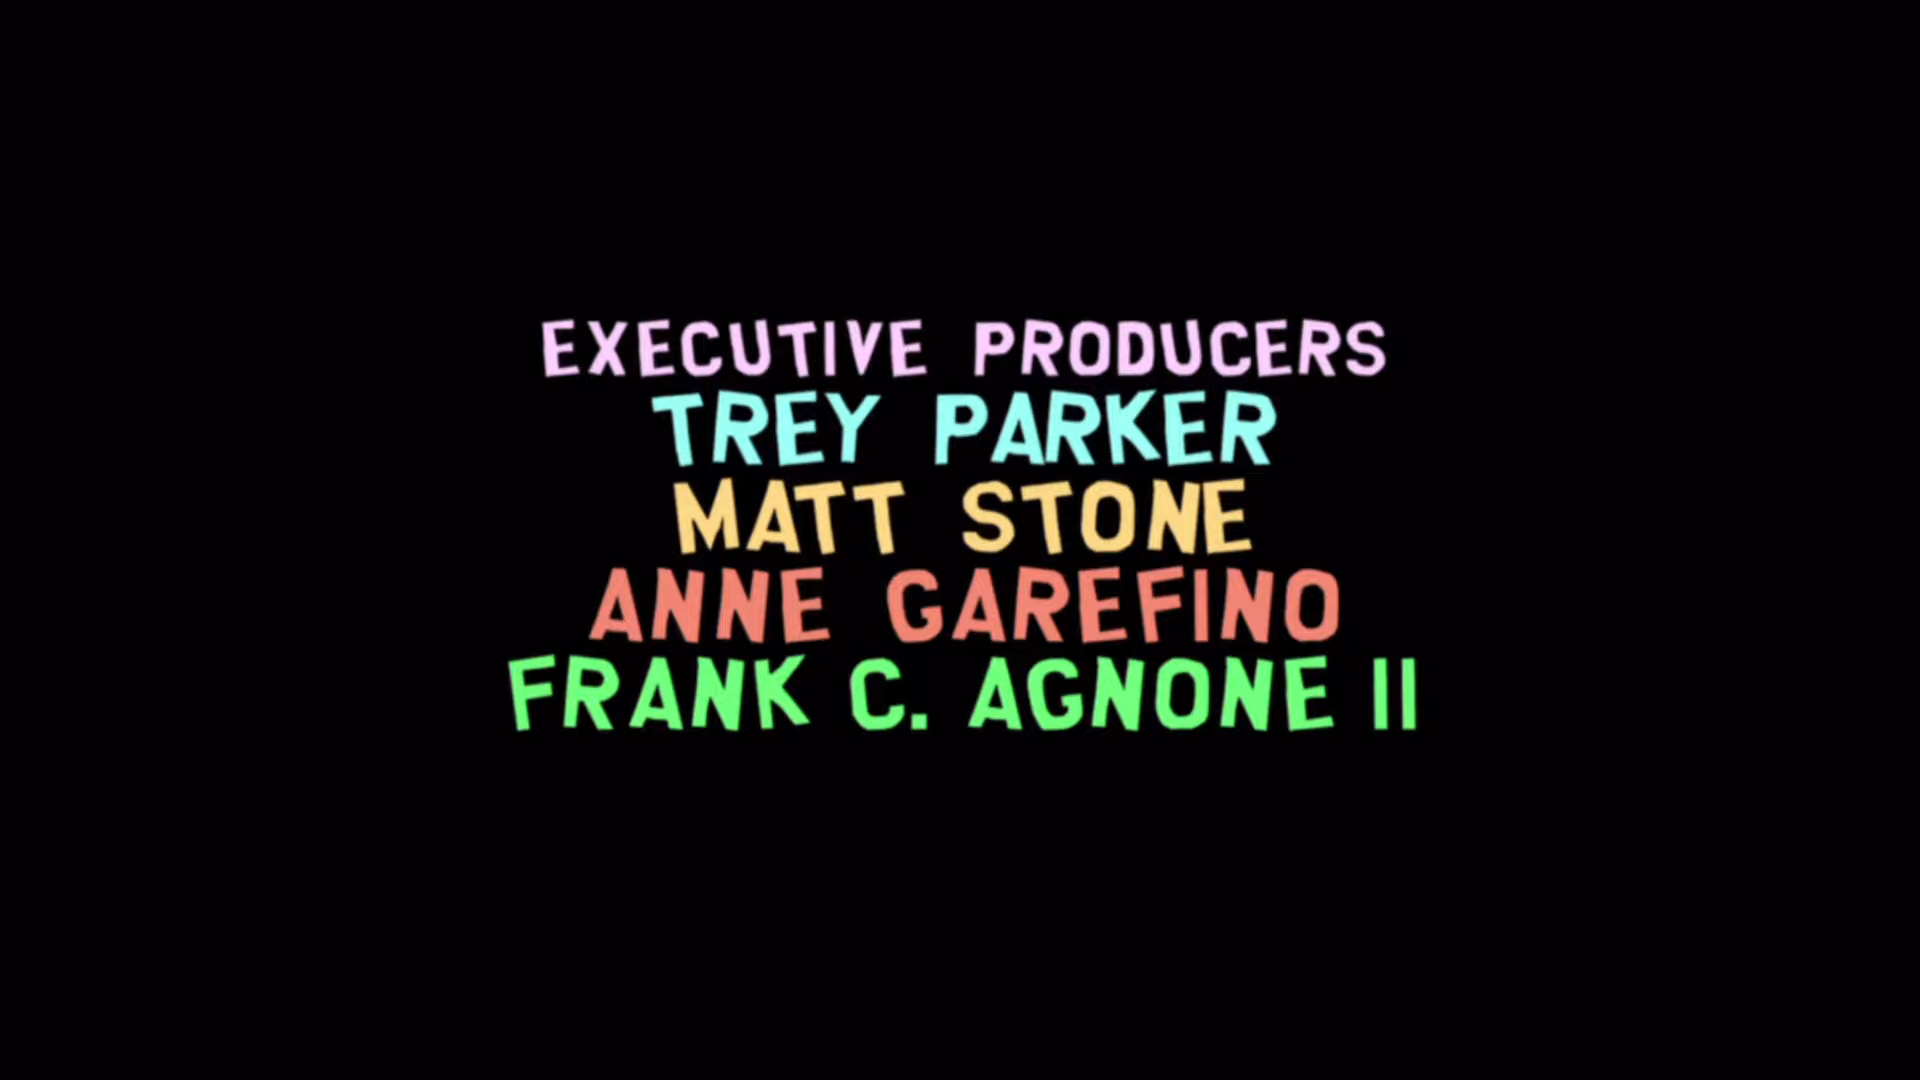 EXECUTIVE PRODUCERS
TREY PARKER
MATT STONE
ANNE GAREFINO
FRANK C. AGNONE II